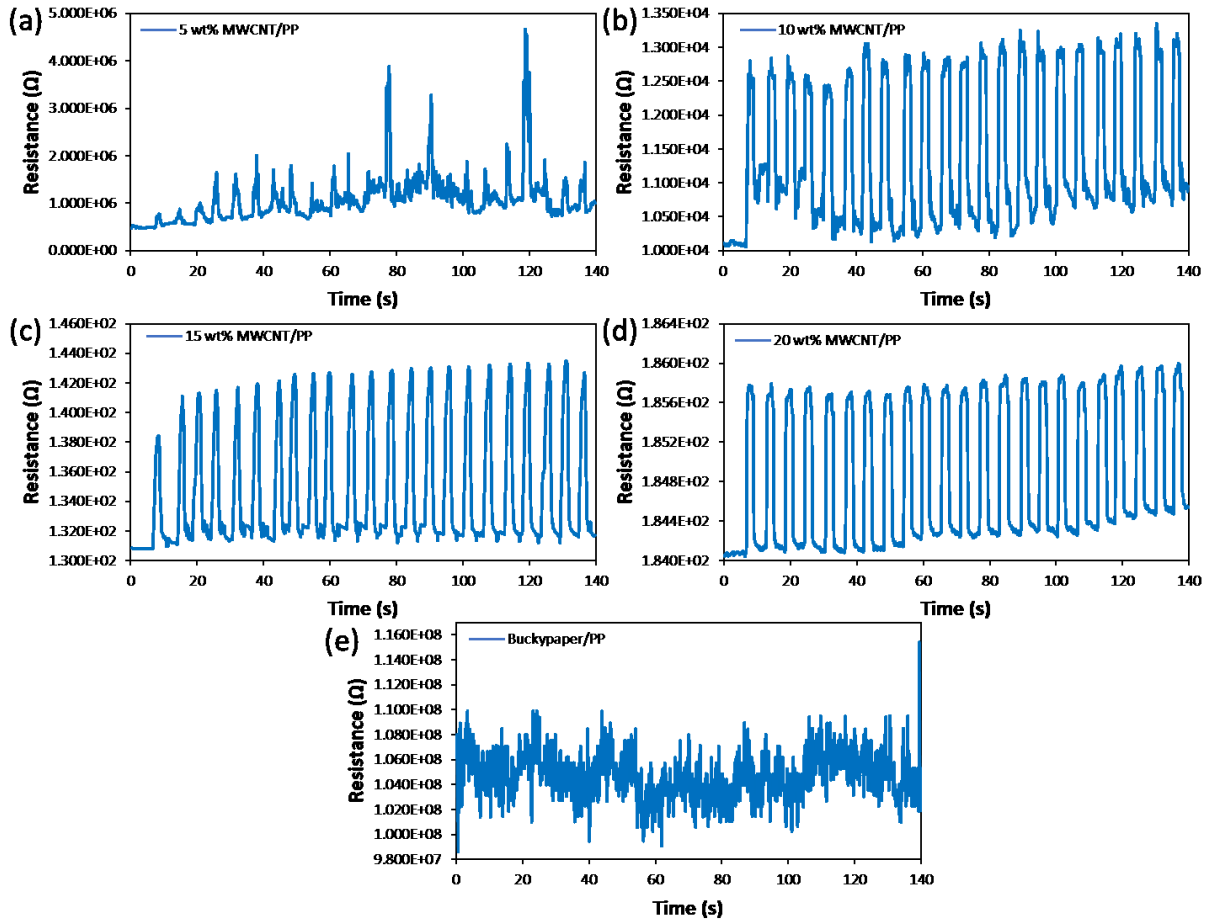 (a)
5 wt% MWCNT/PP
Resistance (Ω)
5.000E+06
4.000E+06
3.000E+06
2.000E+06
1.000E+06
0.000E+00
0 20 40 60 80 100 120 140
Time (s)
(b)
10 wt% MWCNT/PP
Resistance (Ω)
1.350E+04
1.300E+04
1.250E+04
1.200E+04
1.150E+04
1.100E+04
1.050E+04
1.000E+04
0 20 40 60 80 100 120 140
Time (s)
(c)
15 wt% MWCNT/PP
Resistance (Ω)
1.460E+02
1.440E+02
1.420E+02
1.400E+02
1.380E+02
1.360E+02
1.340E+02
1.320E+02
1.300E+02
0 20 40 60 80 100 120 140
Time (s)
(d)
20 wt% MWCNT/PP
Resistance (Ω)
1.864E+02
1.860E+02
1.856E+02
1.852E+02
1.848E+02
1.844E+02
1.840E+02
0 20 40 60 80 100 120 140
Time (s)
(e)
Buckypaper/PP
Resistance (Ω)
1.160E+08
1.140E+08
1.120E+08
1.100E+08
1.080E+08
1.060E+08
1.040E+08
1.020E+08
1.000E+08
9.800E+07
0 20 40 60 80 100 120 140
Time (s)